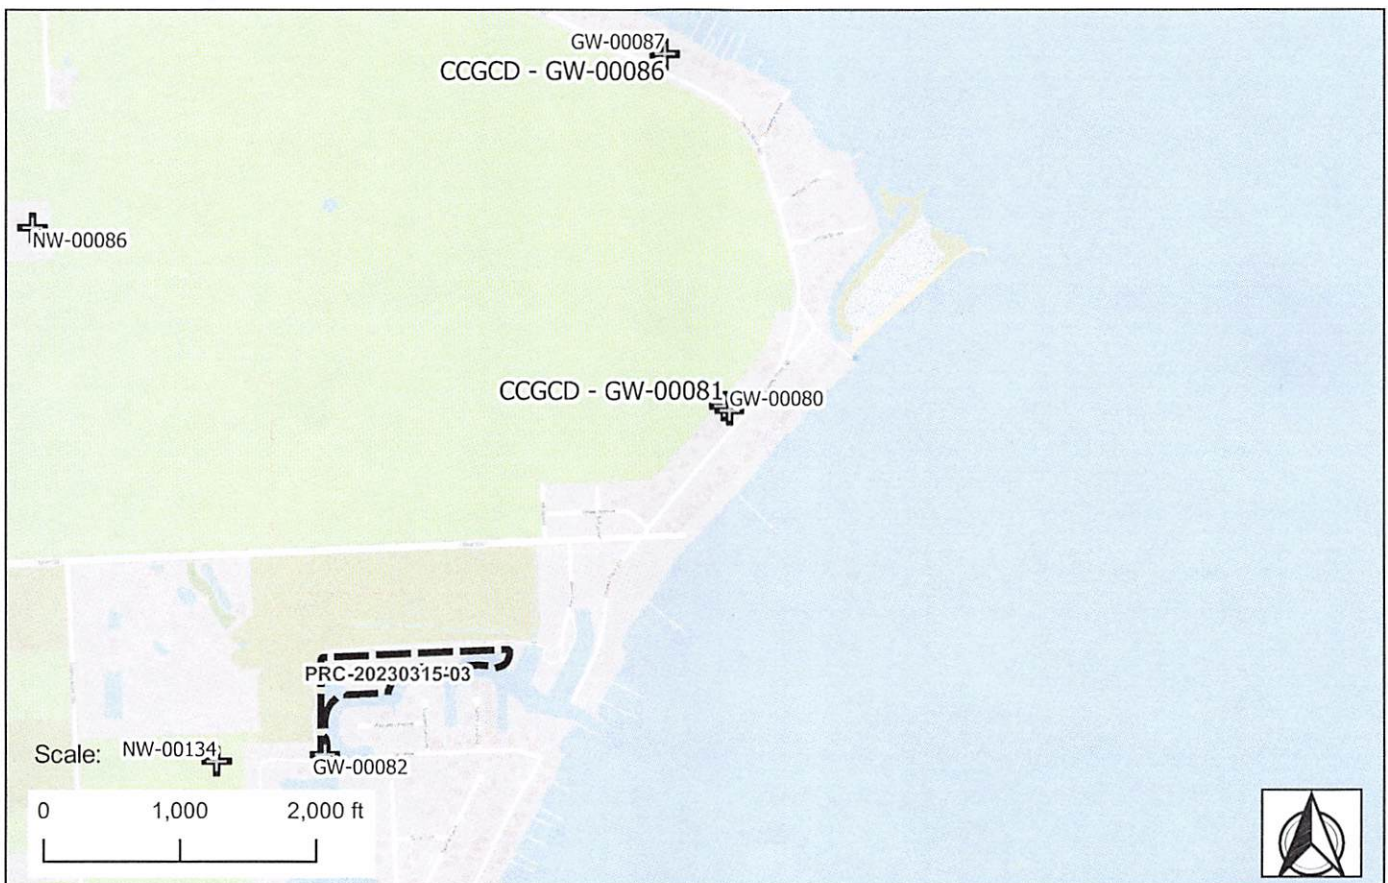 GW-00087
CCGCD - GW-00086
NW-00086
CCGCD - GW-00081
GW-00080
PRC-20230315-03
Scale:
NW-00134
GW-00082
0 1,000 2,000 ft